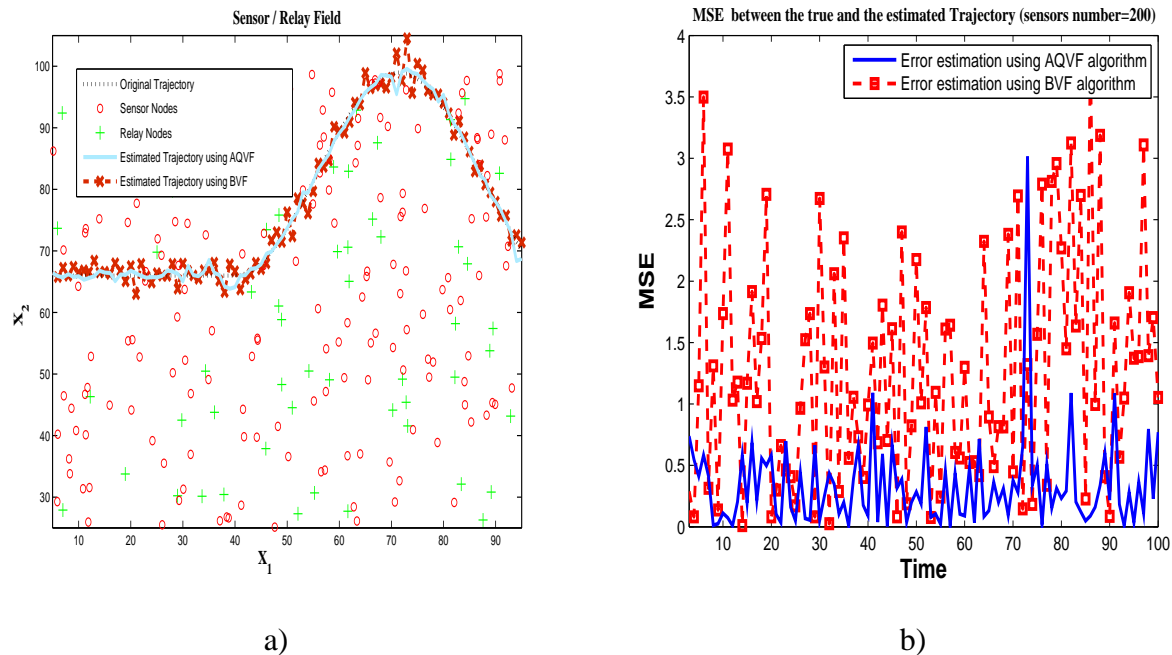 Sensor / Relay Field
100
90
80
70
60
50
40
30
10 20 30 40 50 60 70 80 90
X_2
X_1
Original Trajectory
Sensor Nodes
Relay Nodes
Estimated Trajectory using AQVF
Estimated Trajectory using BVF
a)
MSE between the true and the estimated Trajectory (sensors number=200)
4
3.5
3
2.5
2
1.5
1
0.5
0
10 20 30 40 50 60 70 80 90 100
MSE
Time
Error estimation using AQVF algorithm
Error estimation using BVF algorithm
b)